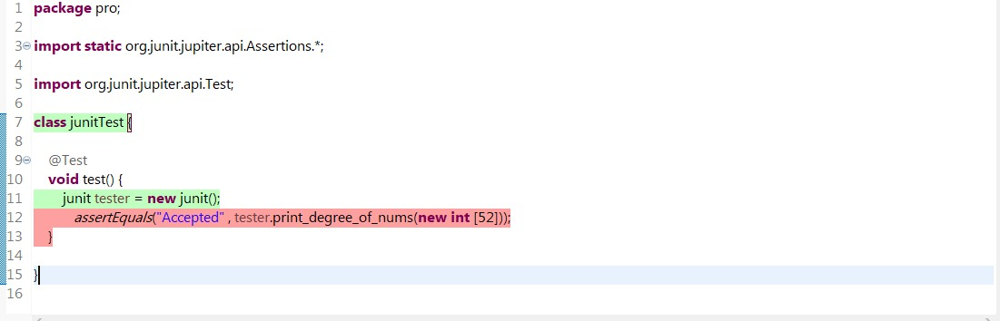 1 package pro;
2
3 import static org.junit.jupiter.api.Assertions.*;
4
5 import org.junit.jupiter.api.Test;
6
7 class junitTest {
8
9 @Test
10 void test() {
11 junit tester = new junit();
12 assertEquals("Accepted" , tester.print_degree_of_nums(new int [52]));
13 }
14
15 }
16